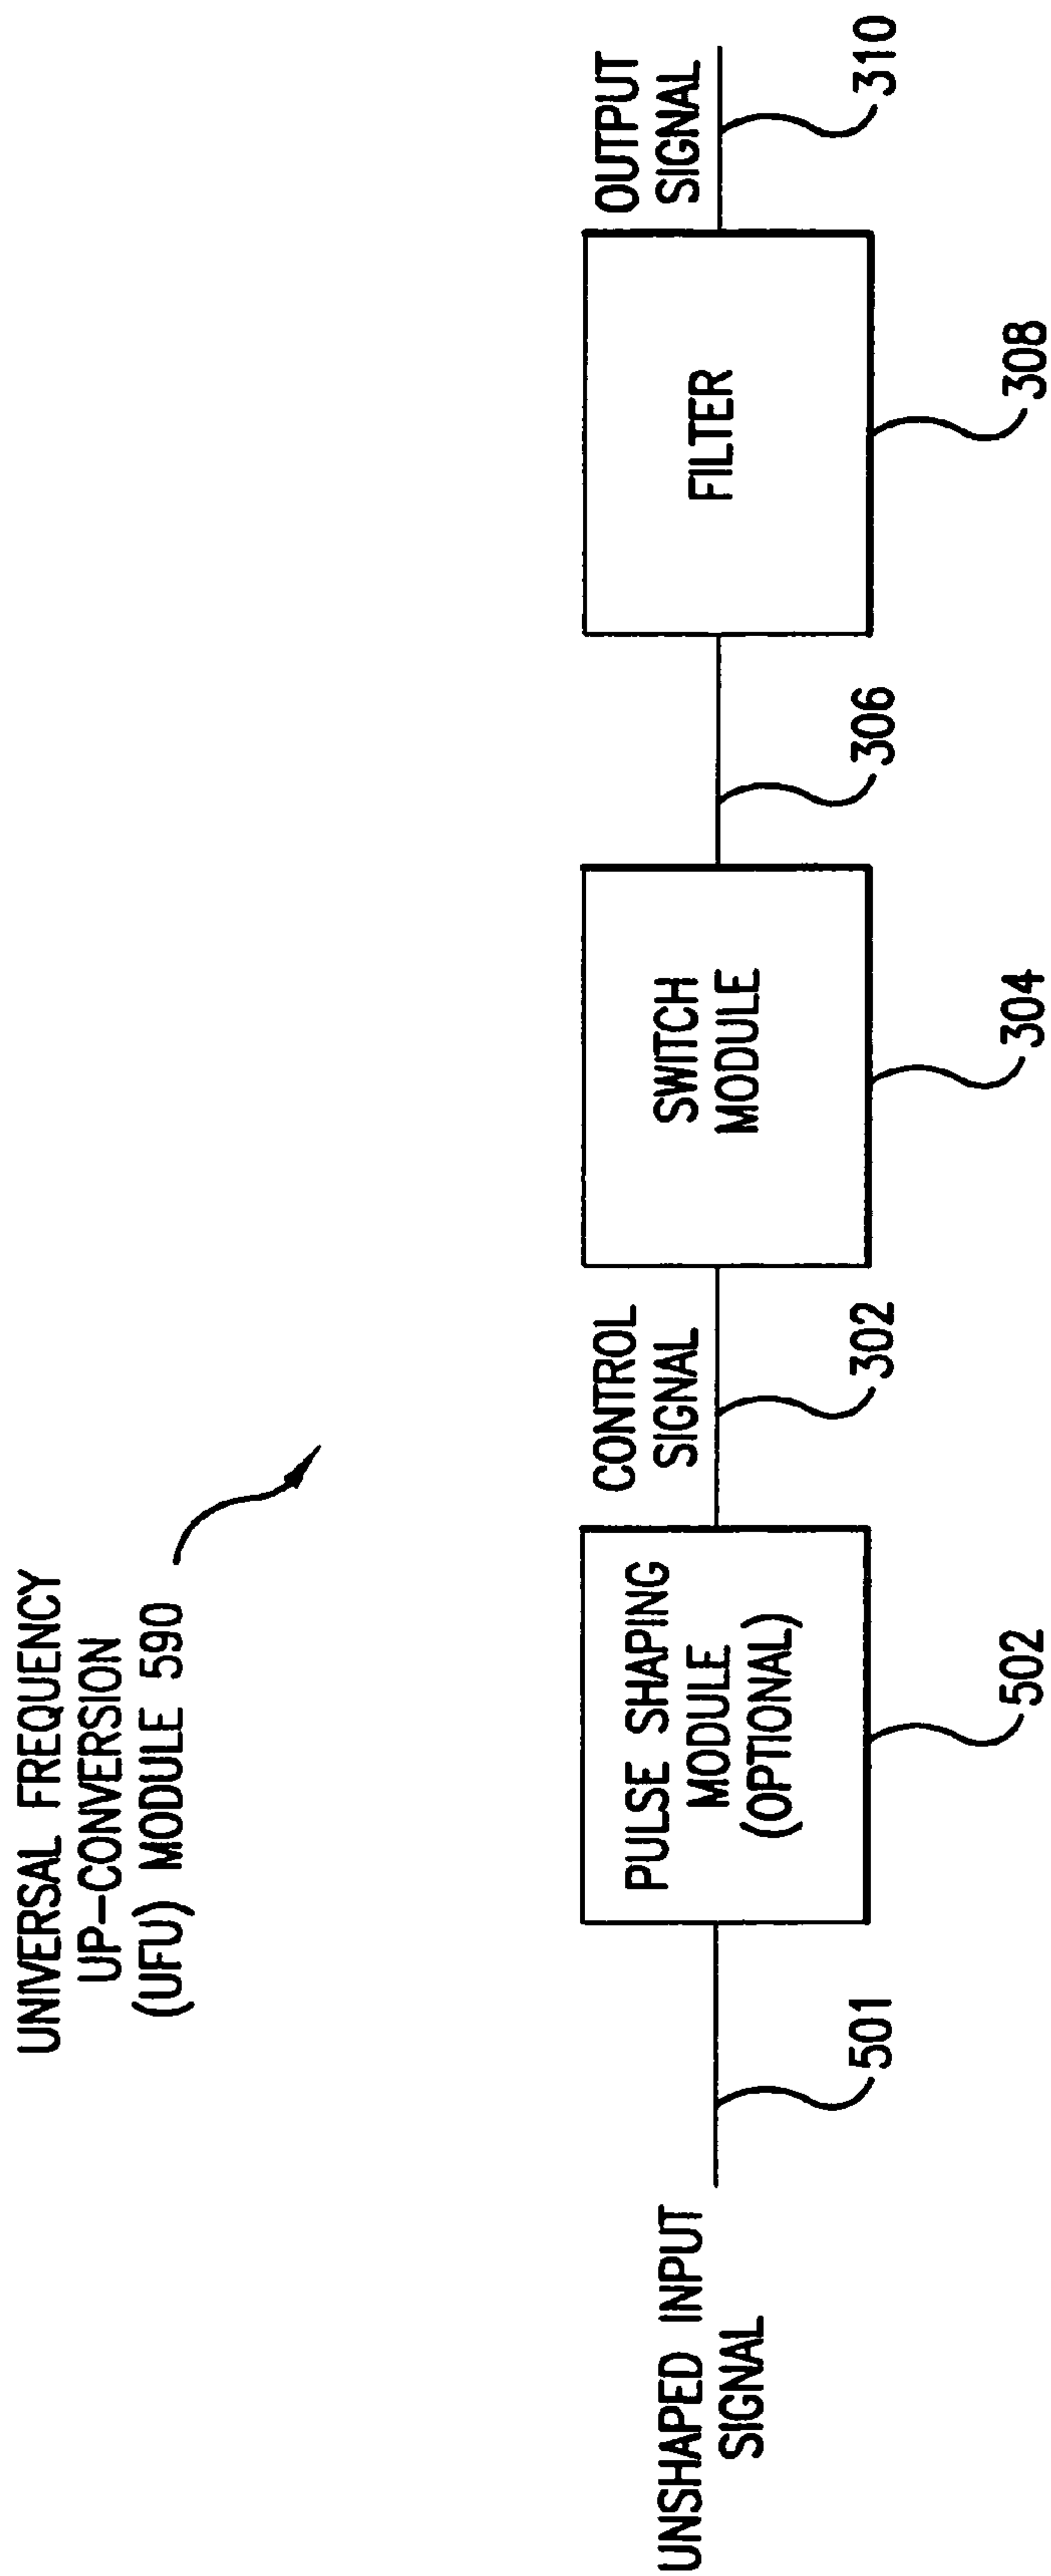 UNIVERSAL FREQUENCY
UP-CONVERSION
(UFU) MODULE 590
UNSHAPED INPUT
SIGNAL
501
PULSE SHAPING
MODULE
(OPTIONAL)
502
CONTROL
SIGNAL
302
SWITCH
MODULE
304
306
FILTER
308
OUTPUT
SIGNAL
310